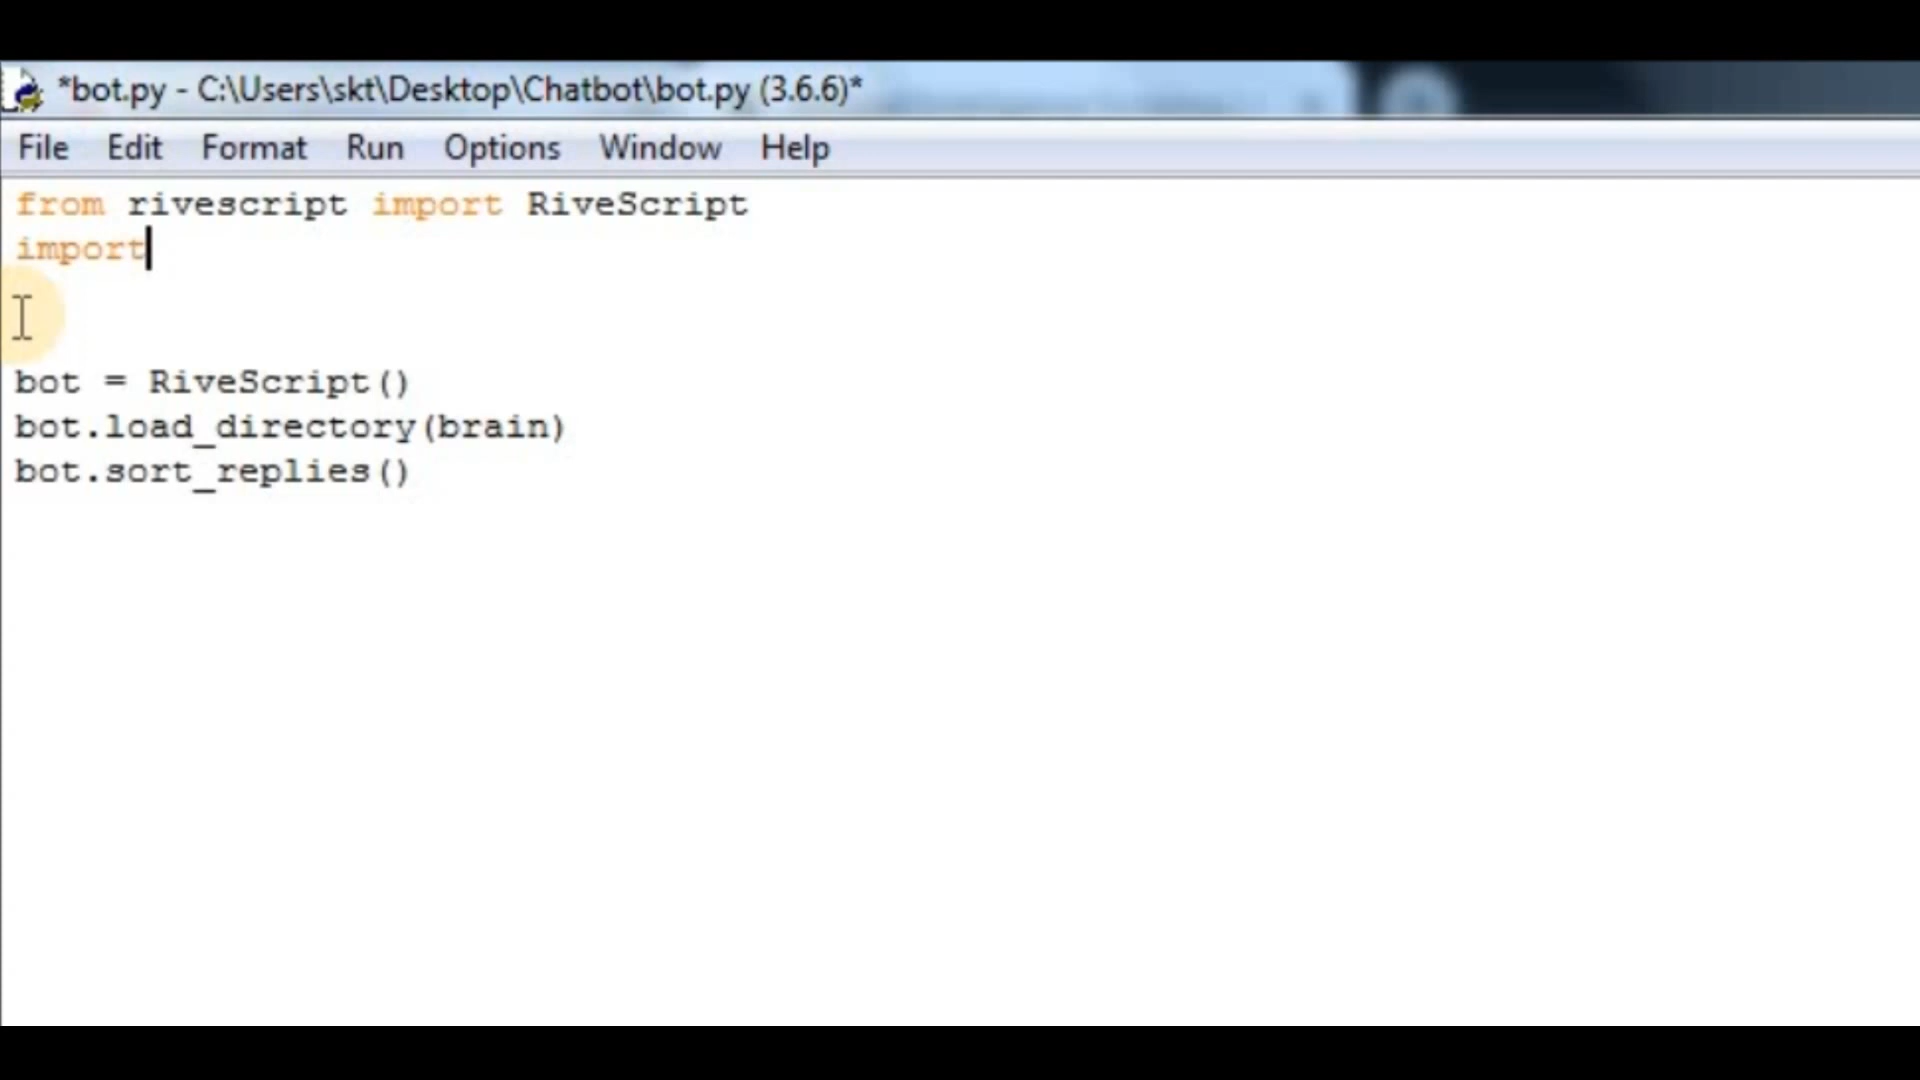 *bot.py - C:\Users\skt\Desktop\Chatbot\bot.py (3.6.6)*
File Edit Format Run Options Window Help
from rivescript import RiveScript
import
bot = RiveScript()
bot.load_directory(brain)
bot.sort_replies()